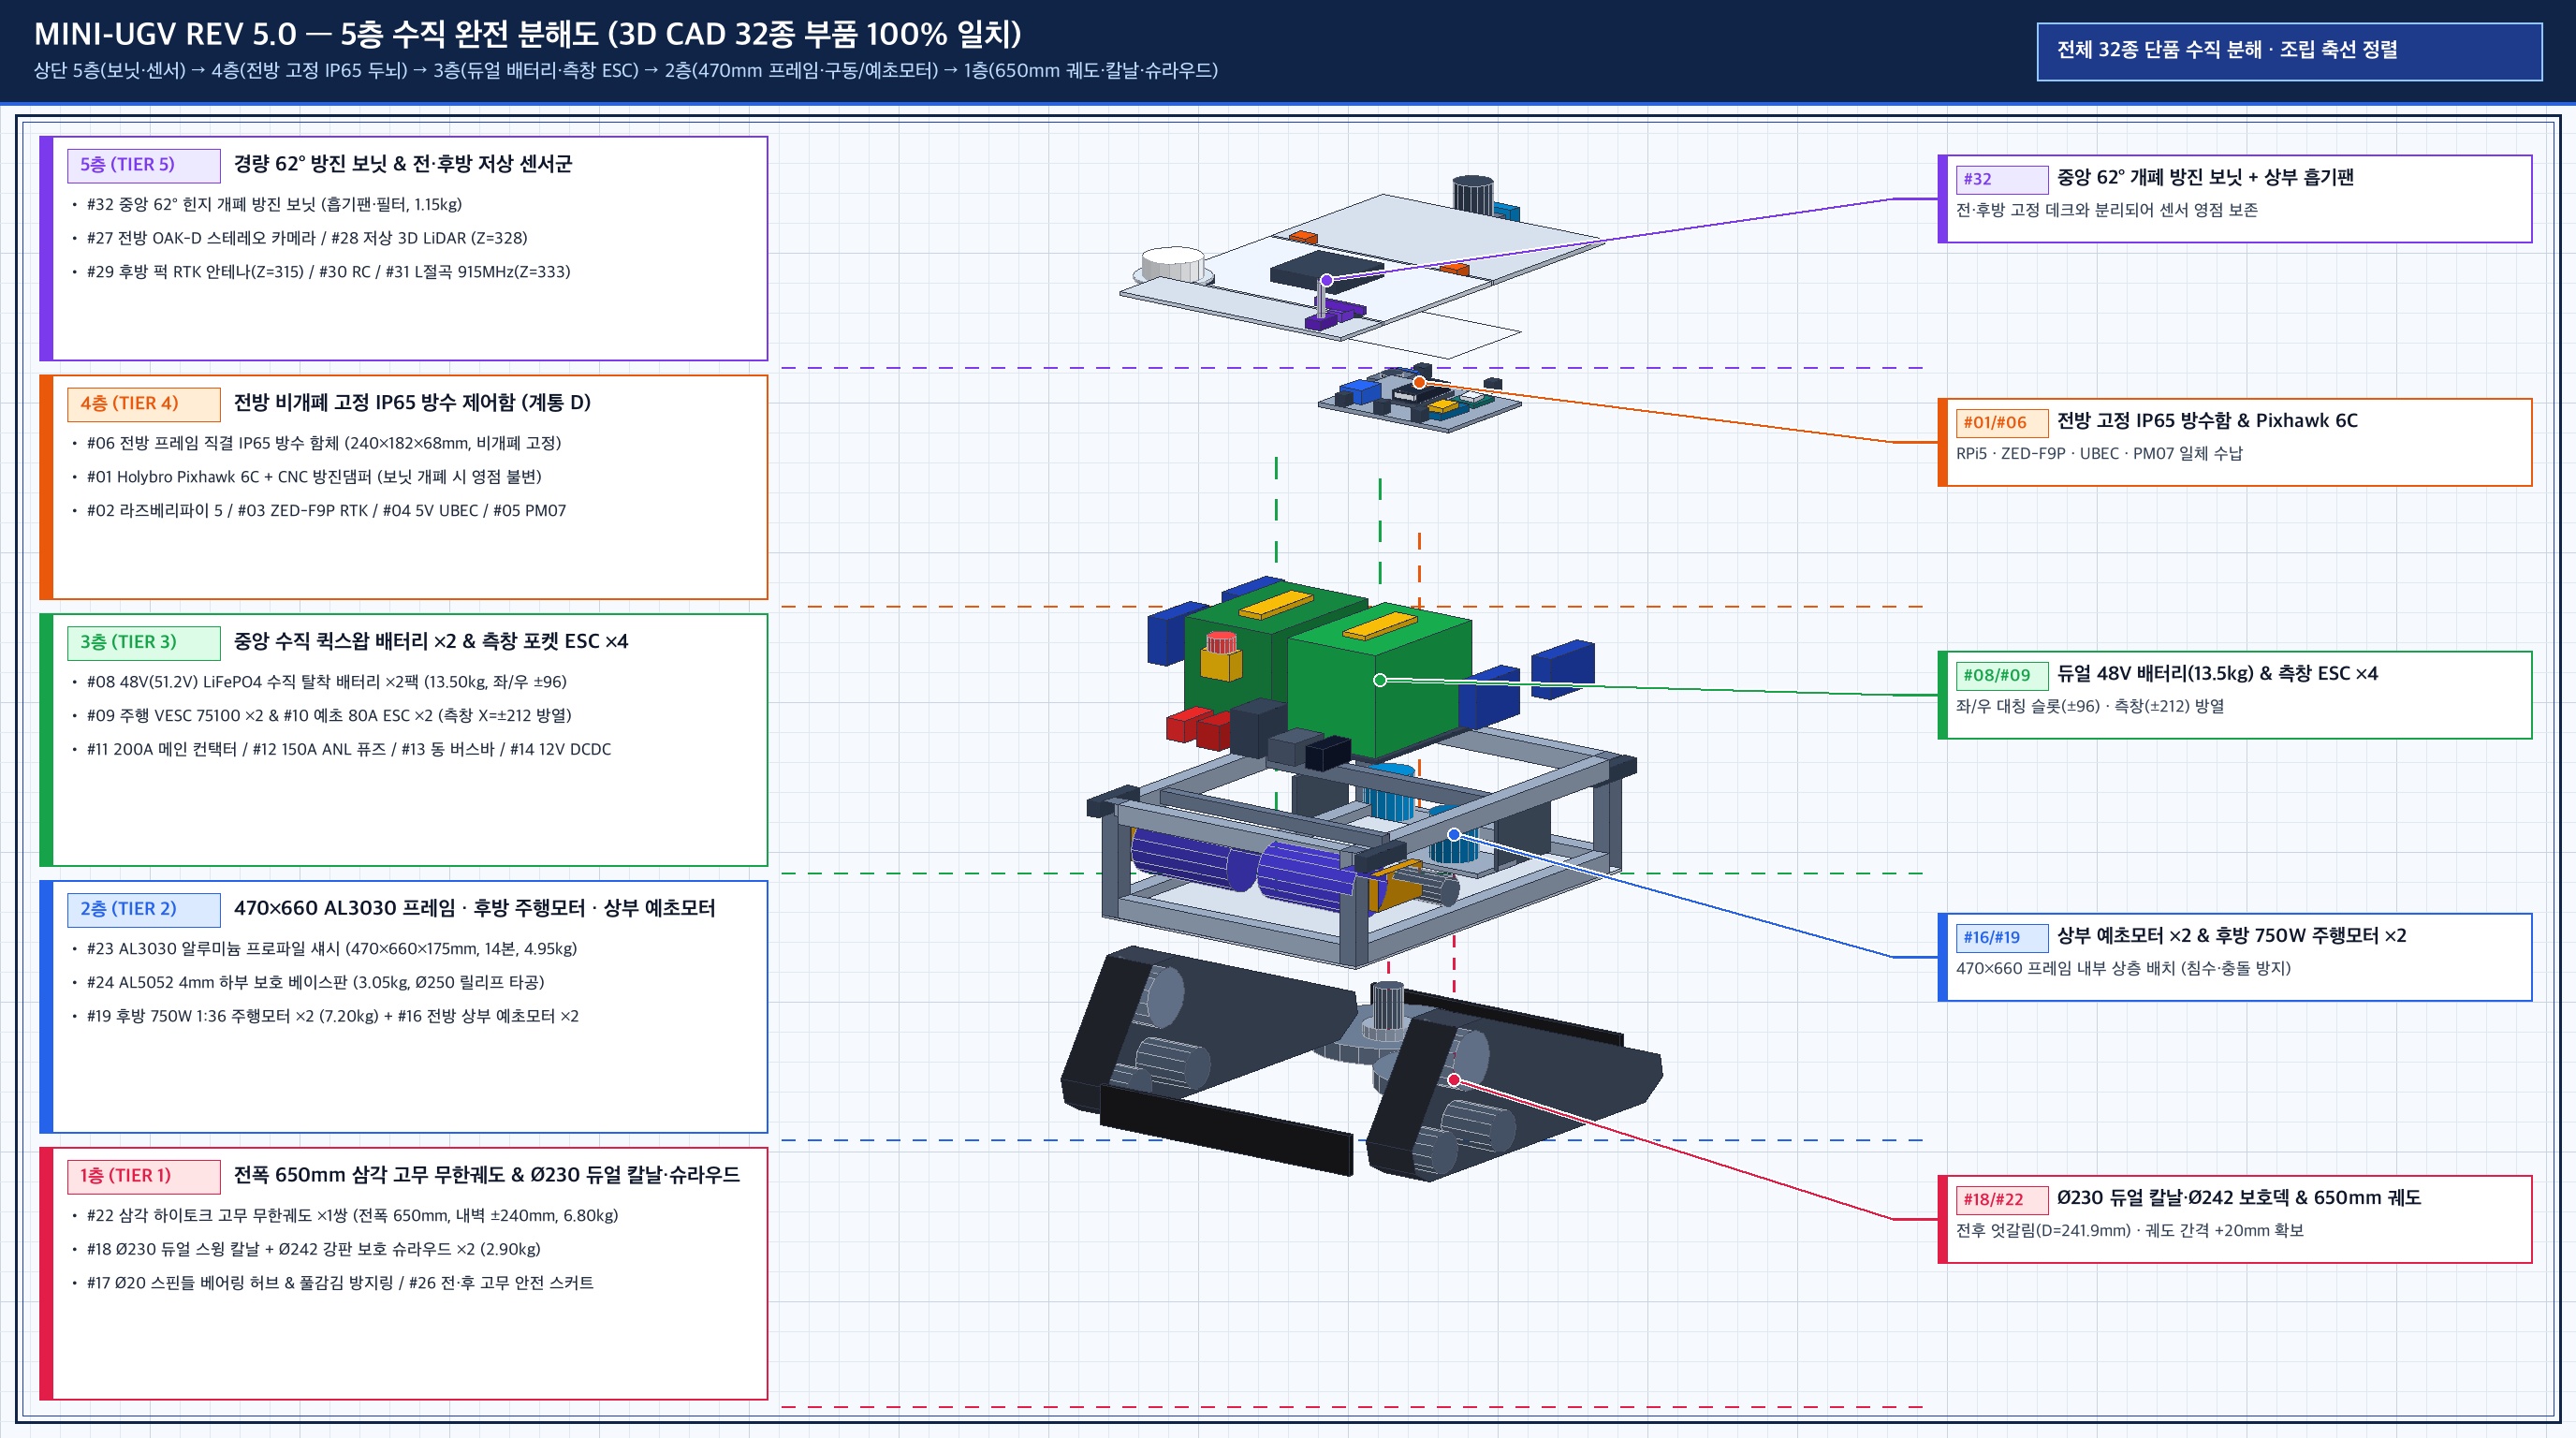 MINI-UGV REV 5.0 — 5층 수직 완전 분해도 (3D CAD 32종 부품 100% 일치)
상단 5층(보닛·센서) → 4층(전방 고정 IP65 두뇌) → 3층(듀얼 배터리·측창 ESC) → 2층(470mm 프레임·구동/예초모터) → 1층(650mm 궤도·칼날·슈라우드)
전체 32종 단품 수직 분해 · 조립 축선 정렬
5층 (TIER 5)
경량 62° 방진 보닛 & 전·후방 저상 센서군
• #32 중앙 62° 힌지 개폐 방진 보닛 (흡기팬·필터, 1.15kg)
• #27 전방 OAK-D 스테레오 카메라 / #28 저상 3D LiDAR (Z=328)
• #29 후방 퍽 RTK 안테나(Z=315) / #30 RC / #31 L절곡 915MHz(Z=333)
4층 (TIER 4)
전방 비개폐 고정 IP65 방수 제어함 (계통 D)
• #06 전방 프레임 직결 IP65 방수 함체 (240×182×68mm, 비개폐 고정)
• #01 Holybro Pixhawk 6C + CNC 방진댐퍼 (보닛 개폐 시 영점 불변)
• #02 라즈베리파이 5 / #03 ZED-F9P RTK / #04 5V UBEC / #05 PM07
3층 (TIER 3)
중앙 수직 퀵스왑 배터리 ×2 & 측창 포켓 ESC ×4
• #08 48V(51.2V) LiFePO4 수직 탈착 배터리 ×2팩 (13.50kg, 좌/우 ±96)
• #09 주행 VESC 75100 ×2 & #10 예초 80A ESC ×2 (측창 X=±212 방열)
• #11 200A 메인 컨택터 / #12 150A ANL 퓨즈 / #13 동 버스바 / #14 12V DCDC
2층 (TIER 2)
470×660 AL3030 프레임 · 후방 주행모터 · 상부 예초모터
• #23 AL3030 알루미늄 프로파일 섀시 (470×660×175mm, 14본, 4.95kg)
• #24 AL5052 4mm 하부 보호 베이스판 (3.05kg, Ø250 릴리프 타공)
• #19 후방 750W 1:36 주행모터 ×2 (7.20kg) + #16 전방 상부 예초모터 ×2
1층 (TIER 1)
전폭 650mm 삼각 고무 무한궤도 & Ø230 듀얼 칼날·슈라우드
• #22 삼각 하이토크 고무 무한궤도 ×1쌍 (전폭 650mm, 내벽 ±240mm, 6.80kg)
• #18 Ø230 듀얼 스윙 칼날 + Ø242 강판 보호 슈라우드 ×2 (2.90kg)
• #17 Ø20 스핀들 베어링 허브 & 풀감김 방지링 / #26 전·후 고무 안전 스커트
#32
중앙 62° 개폐 방진 보닛 + 상부 흡기팬
전·후방 고정 데크와 분리되어 센서 영점 보존
#01/#06
전방 고정 IP65 방수함 & Pixhawk 6C
RPi5 · ZED-F9P · UBEC · PM07 일체 수납
#08/#09
듀얼 48V 배터리(13.5kg) & 측창 ESC ×4
좌/우 대칭 슬롯(±96) · 측창(±212) 방열
#16/#19
상부 예초모터 ×2 & 후방 750W 주행모터 ×2
470×660 프레임 내부 상층 배치 (침수·충돌 방지)
#18/#22
Ø230 듀얼 칼날·Ø242 보호덱 & 650mm 궤도
전후 엇갈림(D=241.9mm) · 궤도 간격 +20mm 확보